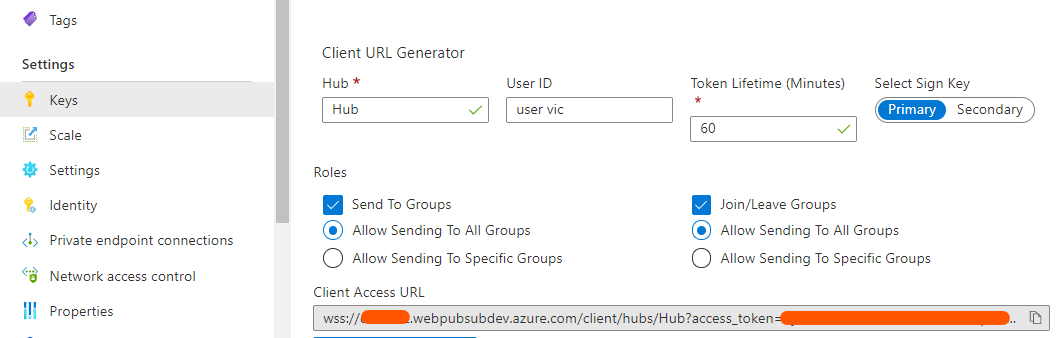 Tags
Settings
Keys
Scale
Settings
Identity
Private endpoint connections
Network access control
Properties
Client URL Generator
Hub *
Hub
User ID
user vic
Token Lifetime (Minutes)
*
60
Select Sign Key
Primary Secondary
Roles
Send To Groups
Allow Sending To All Groups
Allow Sending To Specific Groups
Join/Leave Groups
Allow Sending To All Groups
Allow Sending To Specific Groups
Client Access URL
wss:// .webpubsubdev.azure.com/client/hubs/Hub?access_token= ..